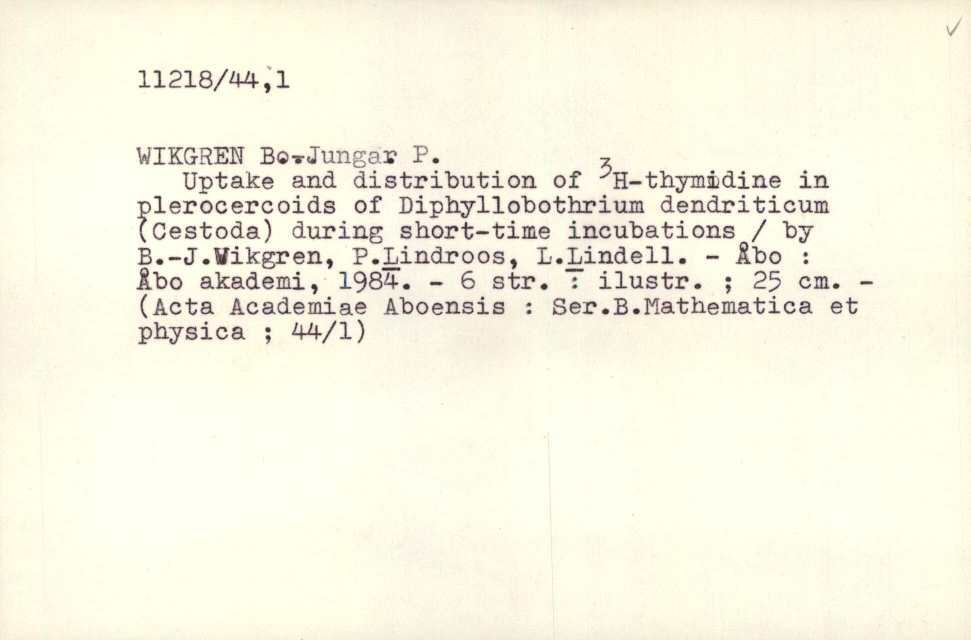 11218/44,1
WIKGREN Bo-Jungar P.
Uptake and distribution of ³H-thymidine in
plerocercoids of Diphyllobothrium dendriticum
(Cestoda) during short-time incubations / by
B.-J.Wikgren, P.Lindroos, L.Lindell. - Åbo :
Åbo akademi, 1984. - 6 str. : ilustr. ; 25 cm. -
(Acta Academiae Aboensis : Ser.B.Mathematica et
physica ; 44/1)